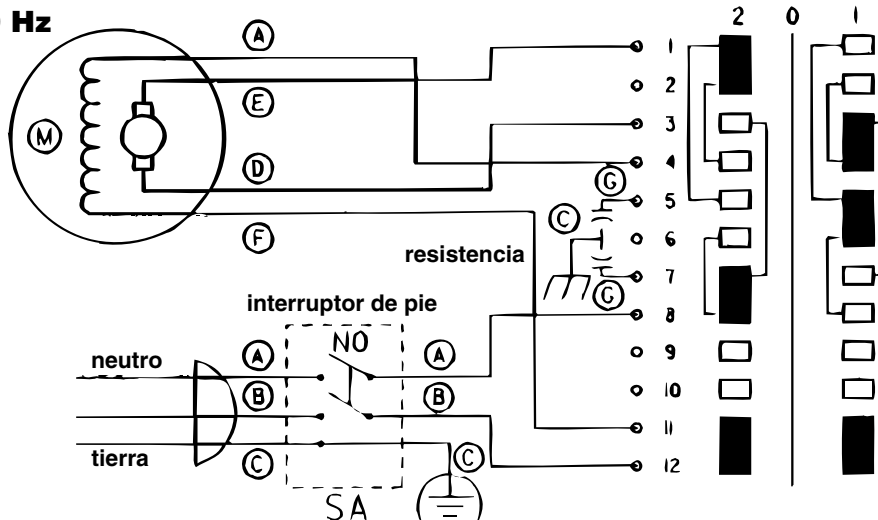 Hz
2 0 1
A
1
E
2
M
3
D
4
G
5
C
F
6
resistencia
7
G
interruptor de pie
8
NO
neutro
A
A
9
B
B
10
11
tierra
C
C
12
SA